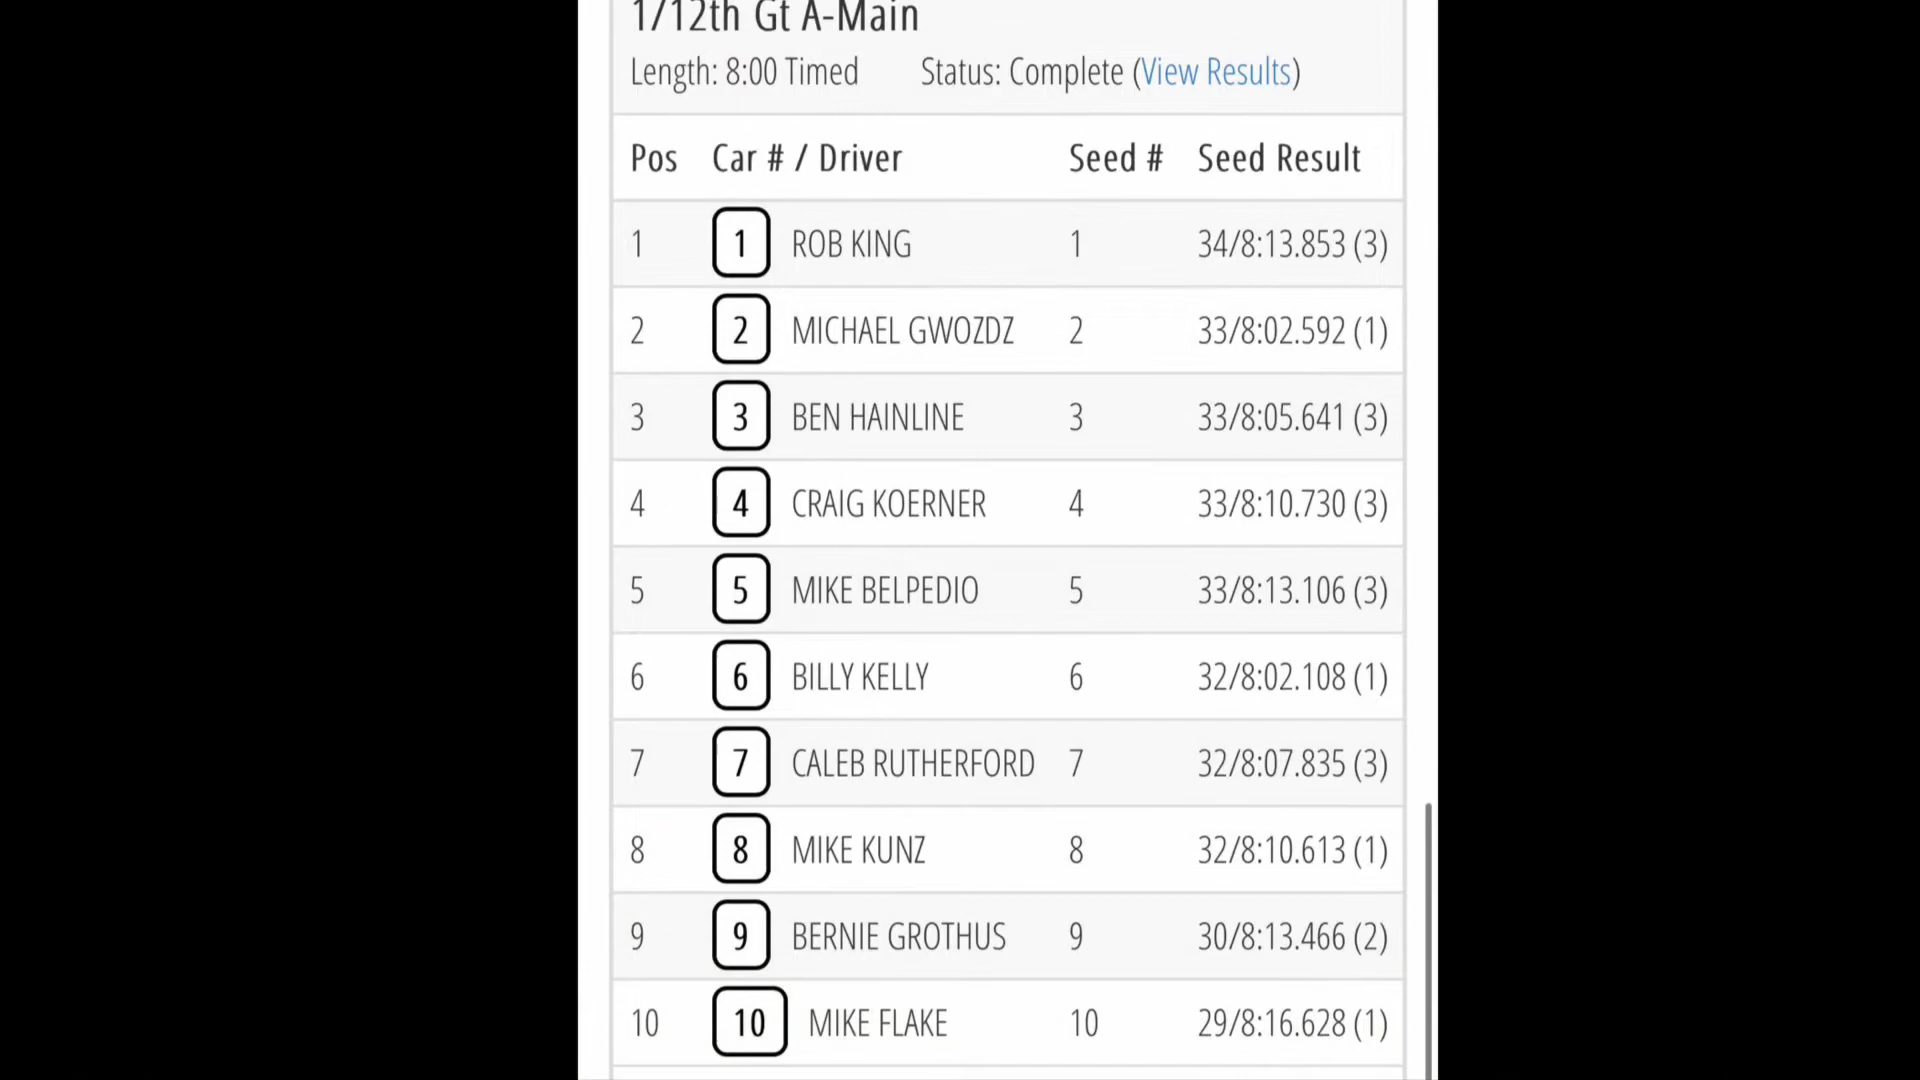 1/12th Gt A-Main
Length: 8:00 Timed Status: Complete (View Results)
Pos Car # / Driver Seed # Seed Result
1 1 ROB KING 1 34/8:13.853 (3)
2 2 MICHAEL GWOZDZ 2 33/8:02.592 (1)
3 3 BEN HAINLINE 3 33/8:05.641 (3)
4 4 CRAIG KOERNER 4 33/8:10.730 (3)
5 5 MIKE BELPEDIO 5 33/8:13.106 (3)
6 6 BILLY KELLY 6 32/8:02.108 (1)
7 7 CALEB RUTHERFORD 7 32/8:07.835 (3)
8 8 MIKE KUNZ 8 32/8:10.613 (1)
9 9 BERNIE GROTHUS 9 30/8:13.466 (2)
10 10 MIKE FLAKE 10 29/8:16.628 (1)